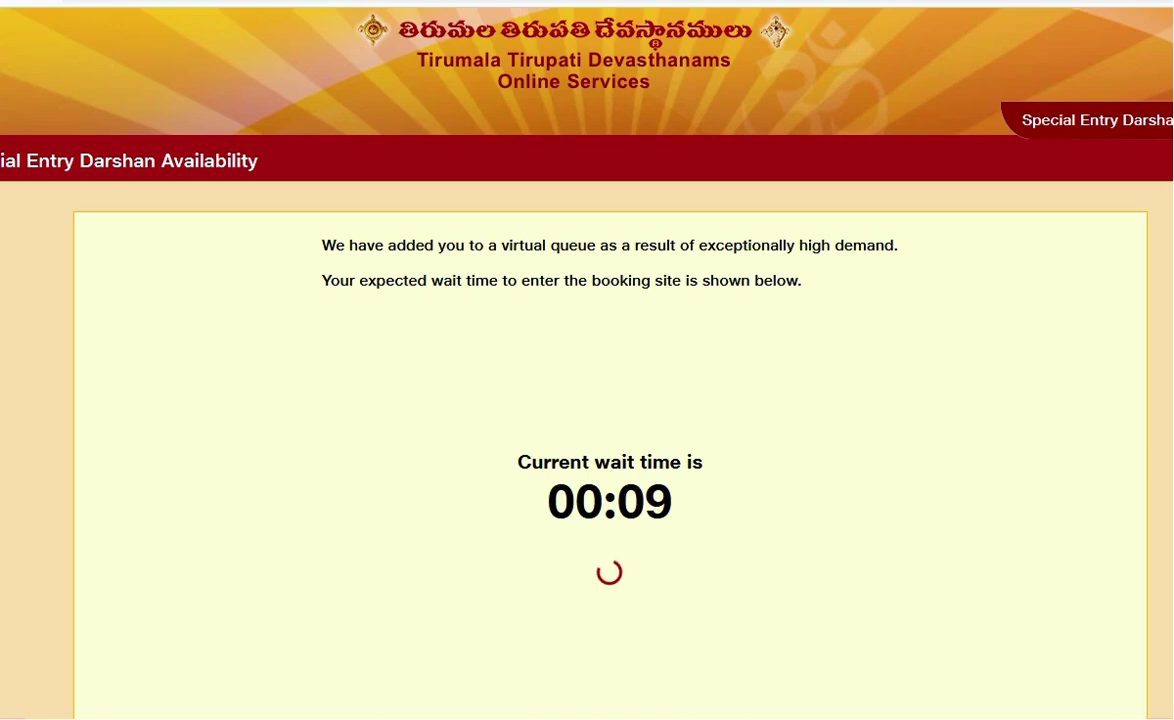 తిరుమల తిరుపతి దేవస్థానములు
Tirumala Tirupati Devasthanams
Online Services
Special Entry Darsha
ial Entry Darshan Availability
We have added you to a virtual queue as a result of exceptionally high demand.
Your expected wait time to enter the booking site is shown below.
Current wait time is
00:09